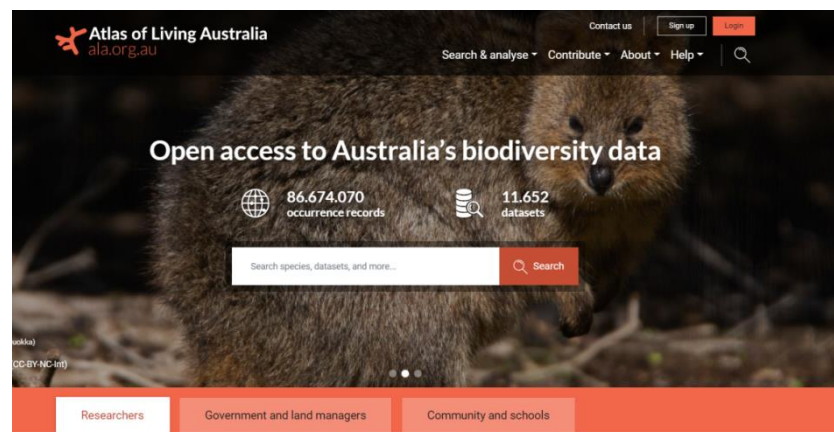 Atlas of Living Australia
ala.org.au
Contact us
Sign up
Login
Search & analyse
Contribute
About
Help
Open access to Australia's biodiversity data
86.674.070
occurrence records
11.652
datasets
Search species, datasets, and more...
Search
uokka)
(CC-BY-NC-Int)
Researchers
Government and land managers
Community and schools